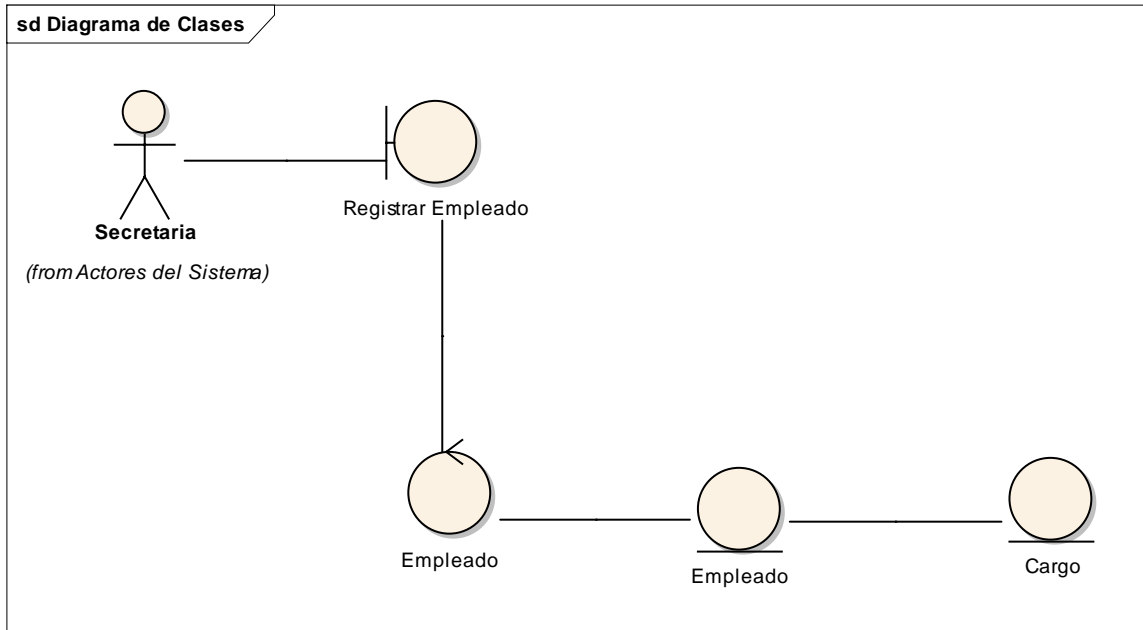 sd Diagrama de Clases
Registrar Empleado
Secretaria
(from Actores del Sistema)
Empleado
Empleado
Cargo